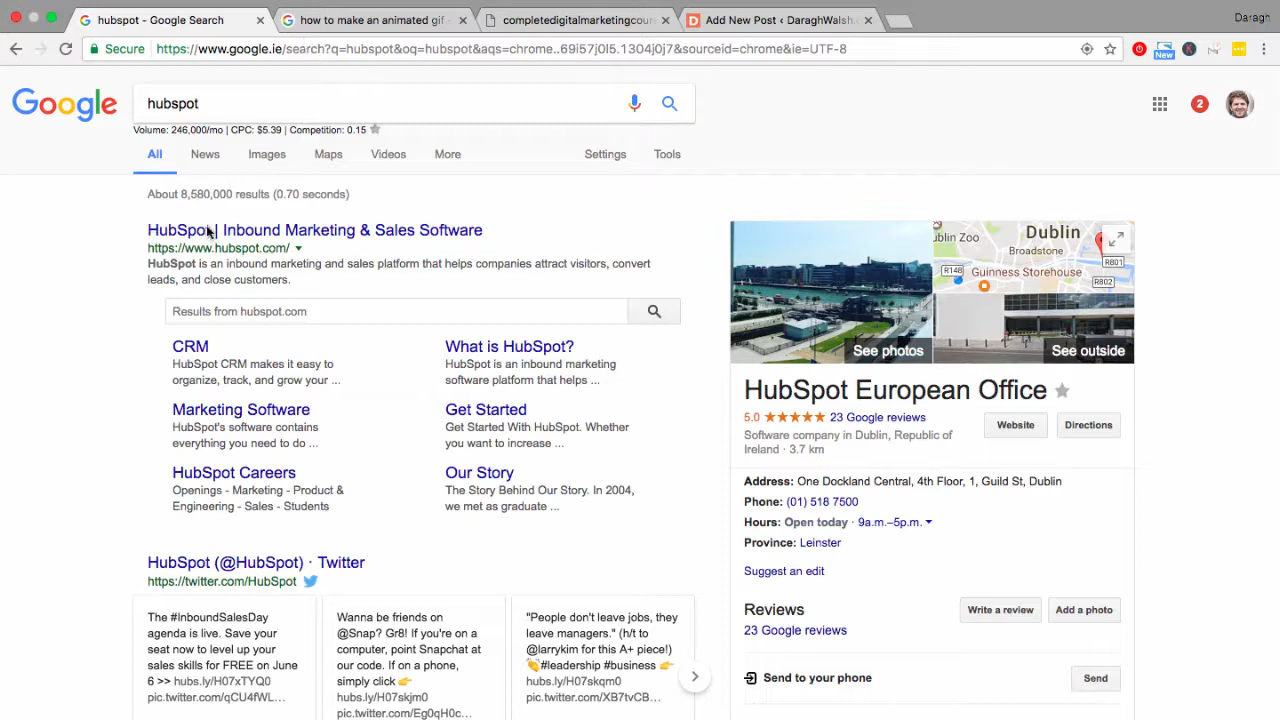 hubspot - Google Search
how to make an animated gif -
completedigitalmarketingcour
Add New Post ‹ DaraghWalsh.c
Daragh
Secure
https://www.google.ie/search?q=hubspot&oq=hubspot&aqs=chrome..69i57j0l5.1304j0j7&sourceid=chrome&ie=UTF-8
New
Google
hubspot
2
Volume: 246,000/mo | CPC: $5.39 | Competition: 0.15
All
News
Images
Maps
Videos
More
Settings
Tools
About 8,580,000 results (0.70 seconds)
HubSpot | Inbound Marketing & Sales Software
https://www.hubspot.com/
HubSpot is an inbound marketing and sales platform that helps companies attract visitors, convert
leads, and close customers.
Results from hubspot.com
CRM
HubSpot CRM makes it easy to
organize, track, and grow your ...
What is HubSpot?
HubSpot is an inbound marketing
software platform that helps ...
Marketing Software
HubSpot's software contains
everything you need to do ...
Get Started
Get Started With HubSpot. Whether
you want to increase ...
HubSpot Careers
Openings - Marketing - Product &
Engineering - Sales - Students
Our Story
The Story Behind Our Story. In 2004,
we met as graduate ...
HubSpot (@HubSpot) · Twitter
https://twitter.com/HubSpot
The #InboundSalesDay
agenda is live. Save your
seat now to level up your
sales skills for FREE on June
6 >> hubs.ly/H07xTYQ0
pic.twitter.com/qCU4fWL...
Wanna be friends on
@Snap? Gr8! If you're on a
computer, point Snapchat at
our code. If on a phone,
simply click 👉
hubs.ly/H07skjm0
pic.twitter.com/Eg0qH0c...
"People don't leave jobs, they
leave managers." (h/t to
@larrykim for this A+ piece!)
👏#leadership #business 👉
hubs.ly/H07skqm0
pic.twitter.com/XB7tvCB...
See photos
ublin Zoo
Dublin
Broadstone
R801
R148
Guinness Storehouse
R802
See outside
HubSpot European Office
5.0 ★★★★★ 23 Google reviews
Software company in Dublin, Republic of
Ireland · 3.7 km
Website
Directions
Address: One Dockland Central, 4th Floor, 1, Guild St, Dublin
Phone: (01) 518 7500
Hours: Open today · 9a.m.–5p.m.
Province: Leinster
Suggest an edit
Reviews
23 Google reviews
Write a review
Add a photo
Send to your phone
Send